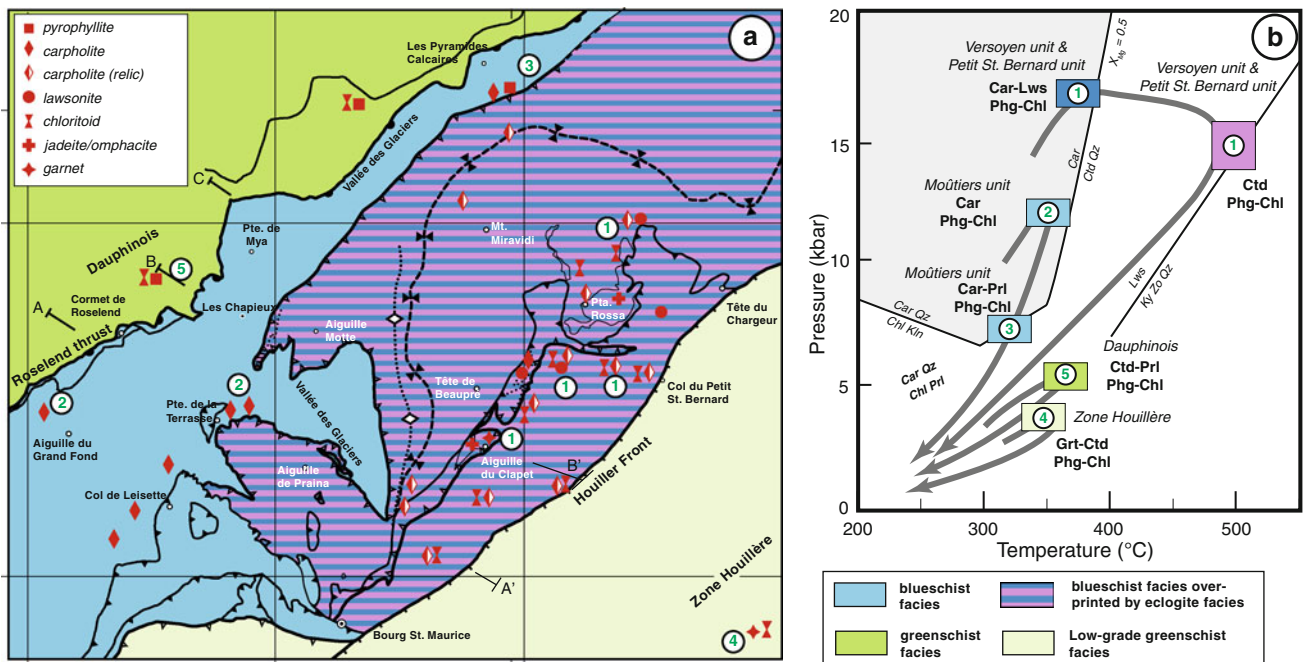 pyrophyllite
carpholite
carpholite (relic)
lawsonite
chloritoid
jadeite/omphacite
garnet
a
Les Pyramides
Calcaires
3
Vallée des Glaciers
C
Pte. de
Mya
Mt.
Miravidi
1
Dauphinois
B
5
A
Cormet de
Roselend
Les Chapieux
Roselend thrust
Aiguille
Motte
Pta.
Rossa
Tête du
Chargeur
2
2
Pte. de la
Terrasse
Aiguille du
Grand Fond
Vallée des Glaciers
Tête de
Beaupré
1
1
Col du Petit
St. Bernard
1
Aiguille
de Praina
Aiguille
du Clapet
B'
Houiller Front
Col de Leisette
A'
Zone Houillère
Bourg St. Maurice
4
b
20
15
10
5
0
Pressure (kbar)
200
300
400
500
Temperature (°C)
Versoyen unit &
Petit St. Bernard unit
Car-Lws
Phg-Chl
1
XMg = 0.5
Versoyen unit &
Petit St. Bernard unit
1
Ctd
Phg-Chl
Car
Ctd Qz
Moûtiers unit
Car
Phg-Chl
2
Moûtiers unit
Car-Prl
Phg-Chl
3
Car Qz
Chl Kln
Car Qz
Chl Prl
Lws
Ky Zo Qz
Dauphinois
Ctd-Prl
Phg-Chl
5
4
Zone Houillère
Grt-Ctd
Phg-Chl
blueschist
facies
blueschist facies over-
printed by eclogite facies
greenschist
facies
Low-grade greenschist
facies